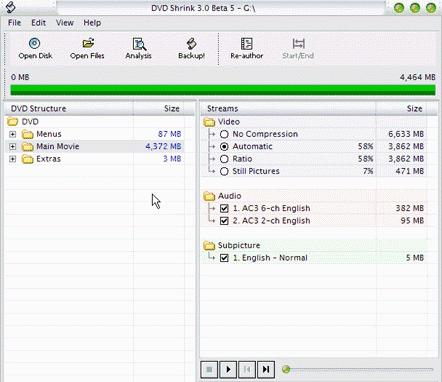 DVD Shrink 3.0 Beta 5 - G:\
File Edit View Help
Open Disk Open Files Analysis Backup! Re-author Start/End
0 MB 4,464 MB
DVD Structure Size
DVD
Menus 87 MB
Main Movie 4,372 MB
Extras 3 MB
Streams Size
Video
No Compression 6,633 MB
Automatic 58% 3,862 MB
Ratio 58% 3,862 MB
Still Pictures 7% 471 MB
Audio
1. AC3 6-ch English 382 MB
2. AC3 2-ch English 95 MB
Subpicture
1. English - Normal 5 MB